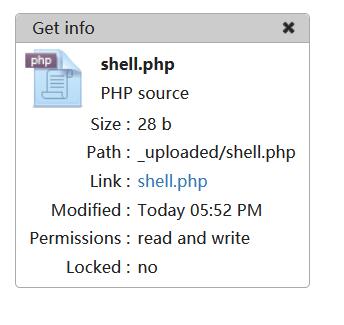 Get info
php
shell.php
PHP source
Size : 28 b
Path : _uploaded/shell.php
Link : shell.php
Modified : Today 05:52 PM
Permissions : read and write
Locked : no